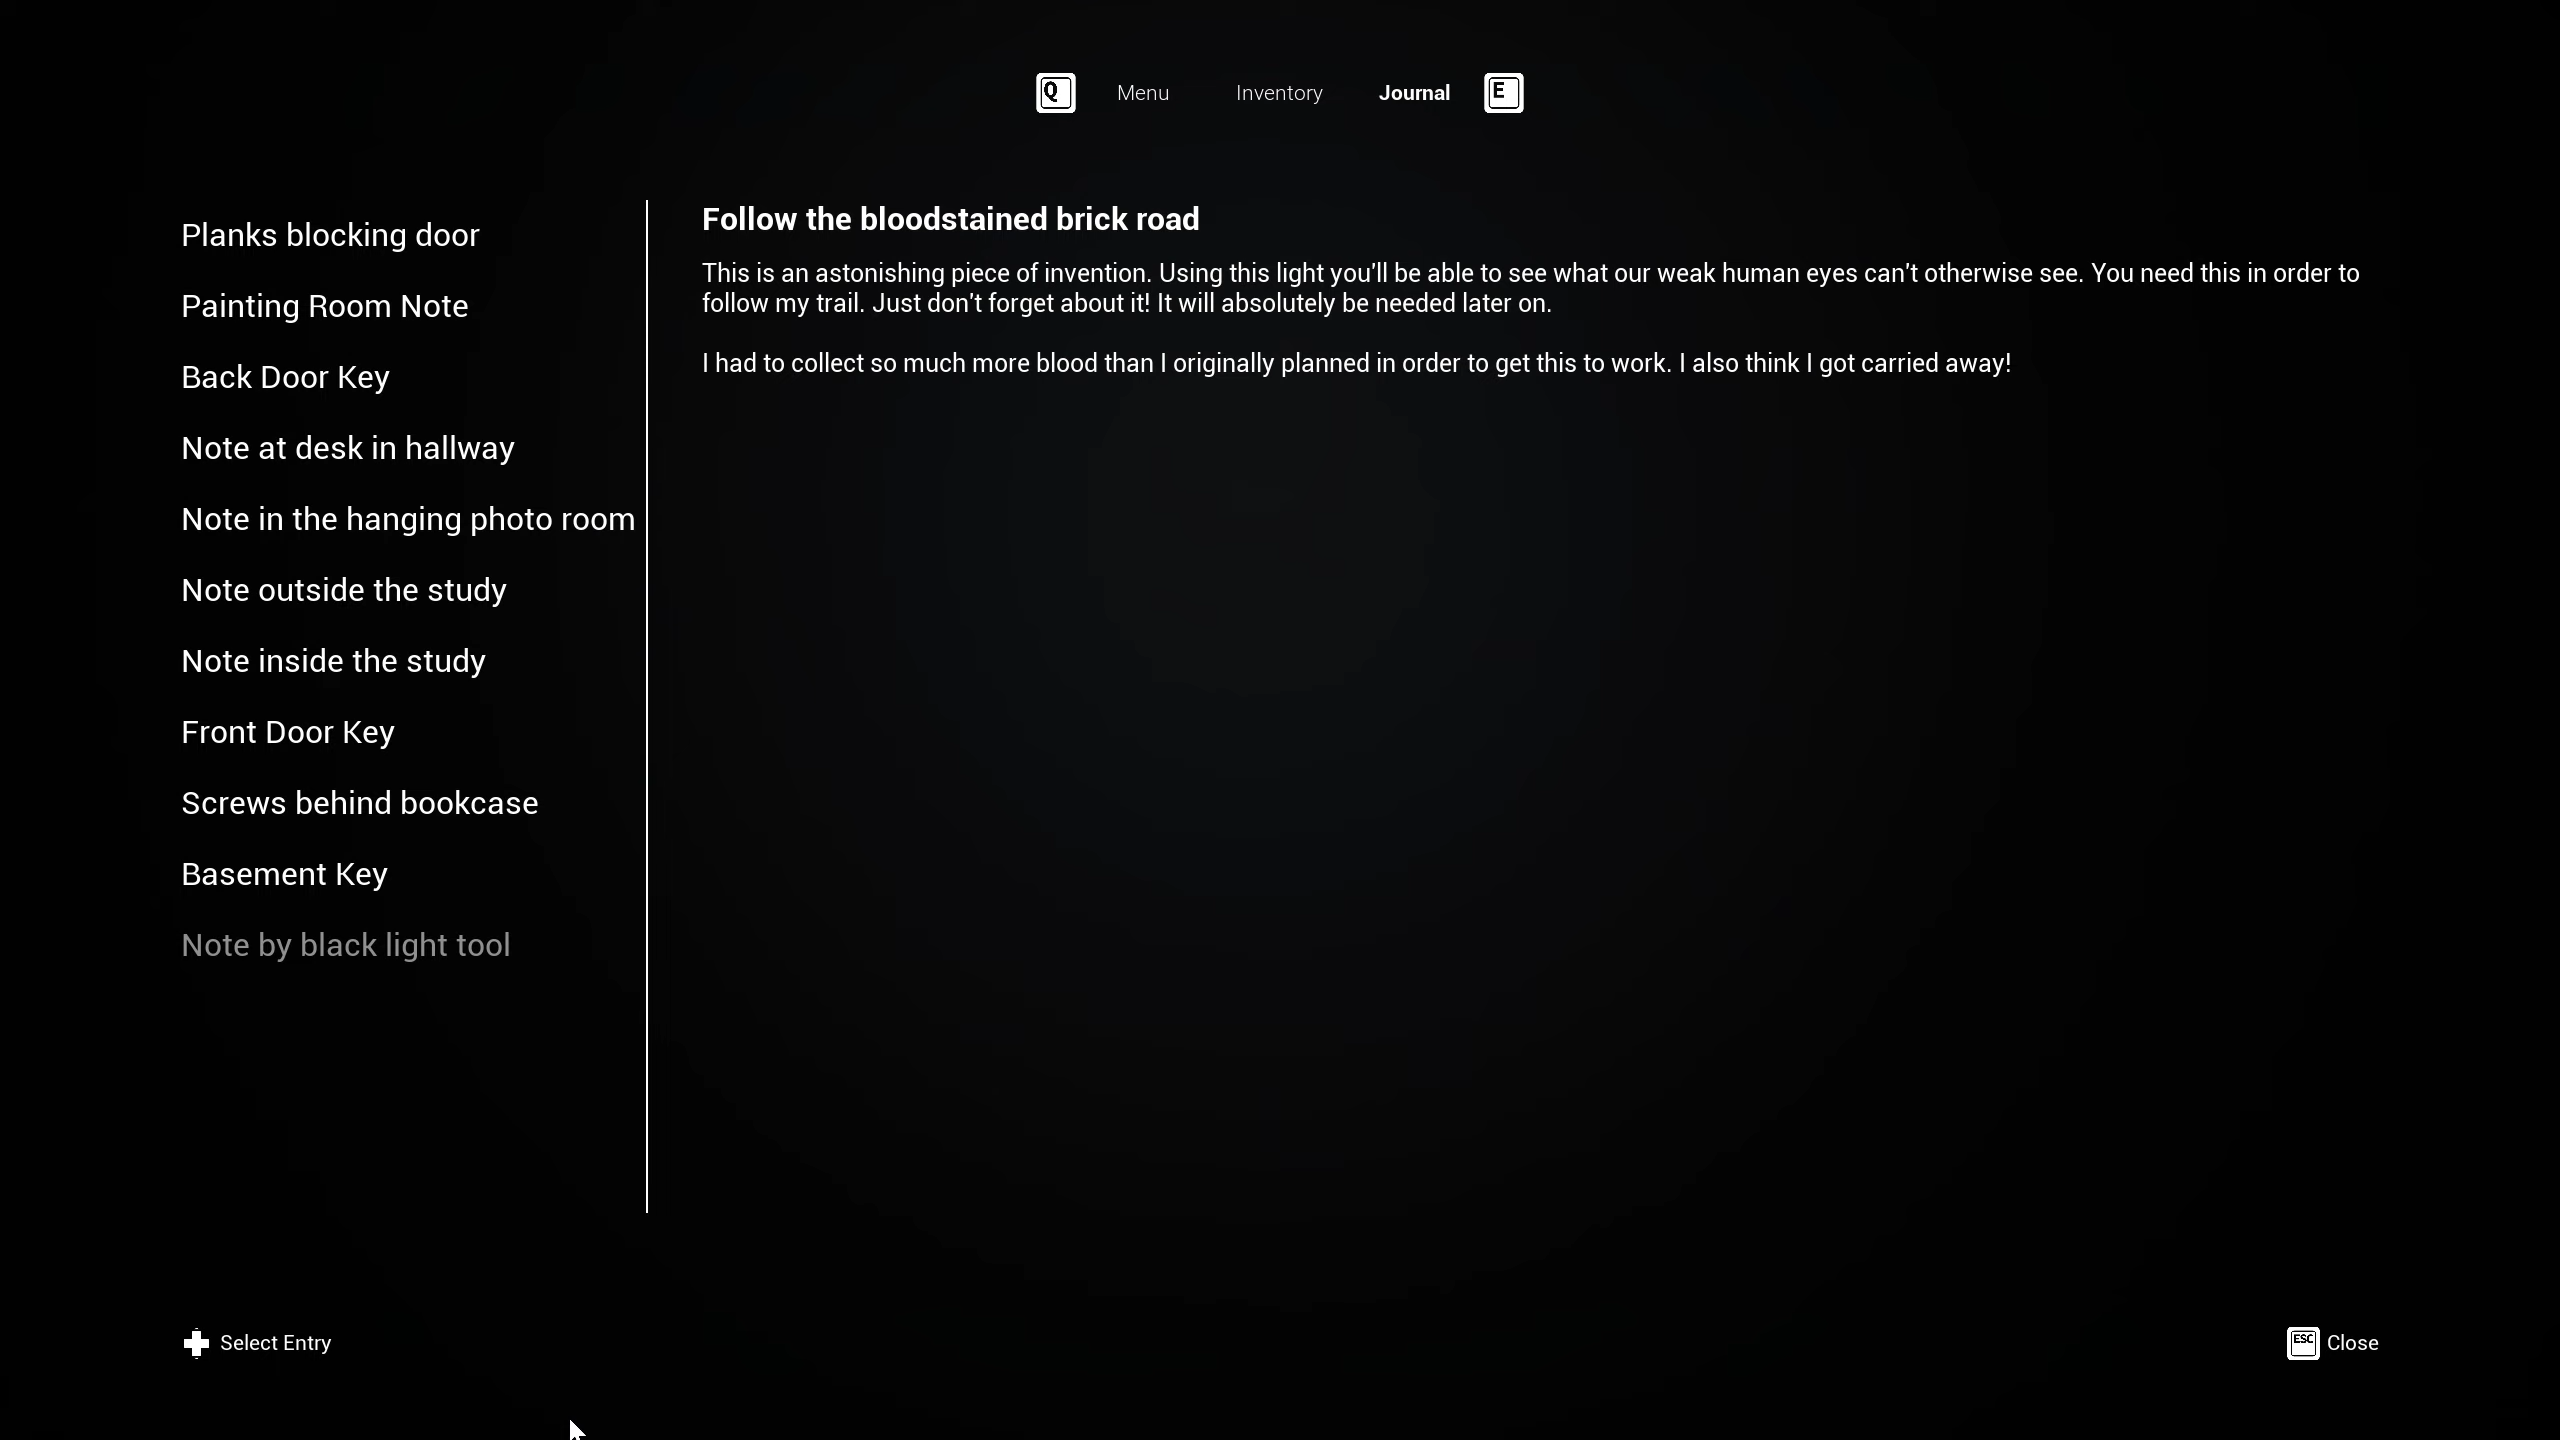 Q Menu Inventory Journal E
Planks blocking door
Painting Room Note
Back Door Key
Note at desk in hallway
Note in the hanging photo room
Note outside the study
Note inside the study
Front Door Key
Screws behind bookcase
Basement Key
Note by black light tool
Follow the bloodstained brick road
This is an astonishing piece of invention. Using this light you'll be able to see what our weak human eyes can't otherwise see. You need this in order to
follow my trail. Just don't forget about it! It will absolutely be needed later on.
I had to collect so much more blood than I originally planned in order to get this to work. I also think I got carried away!
Select Entry
ESC Close